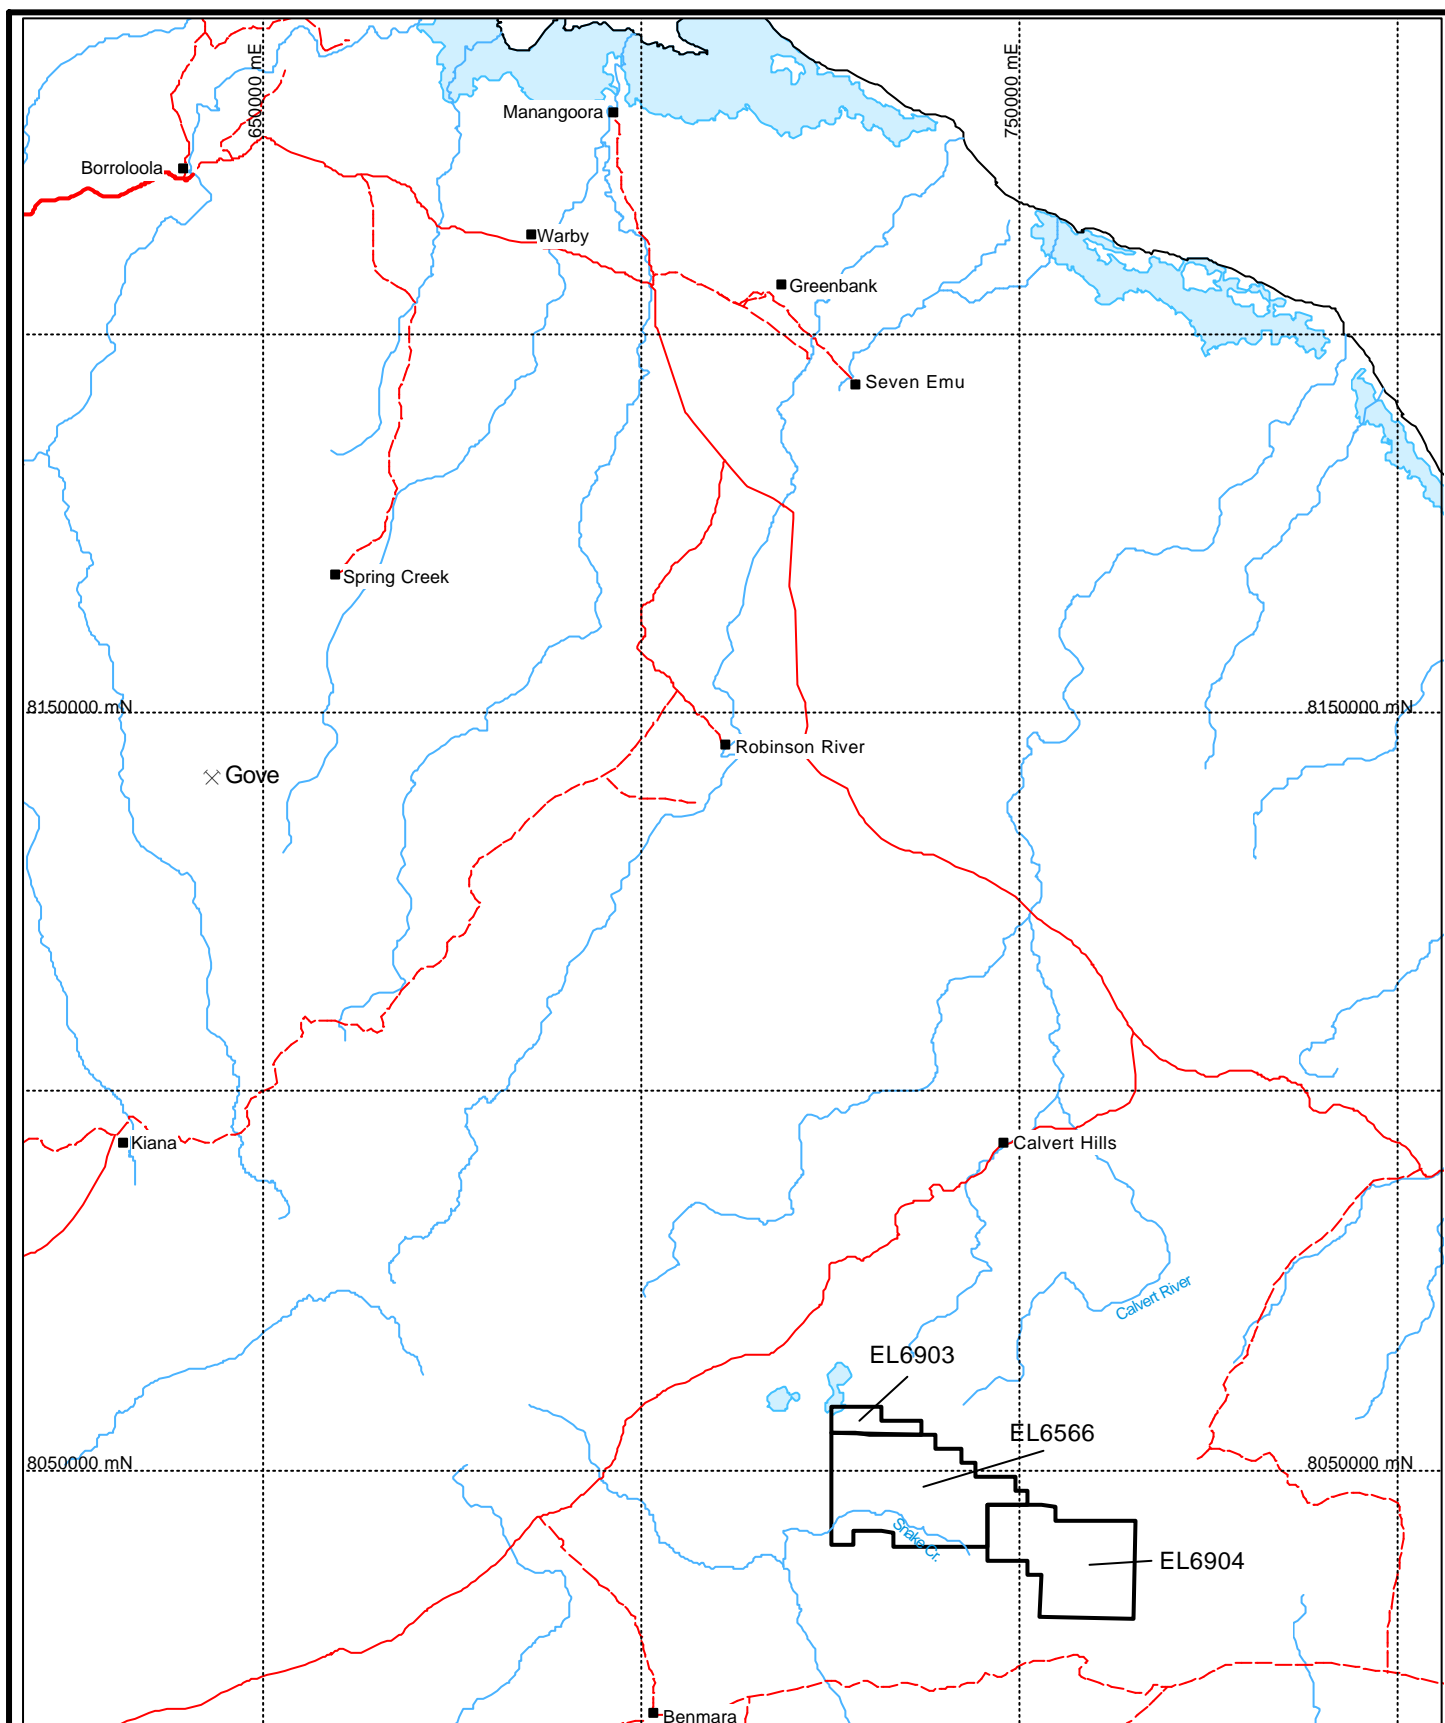 650000 mE
750000 mE
Manangoora
Borroloola
Warby
Greenbank
Seven Emu
Spring Creek
8150000 mN
8150000 mN
Robinson River
Gove
Kiana
Calvert Hills
Calvert River
EL6903
EL6566
8050000 mN
8050000 mN
Snake Cr.
EL6904
Benmara